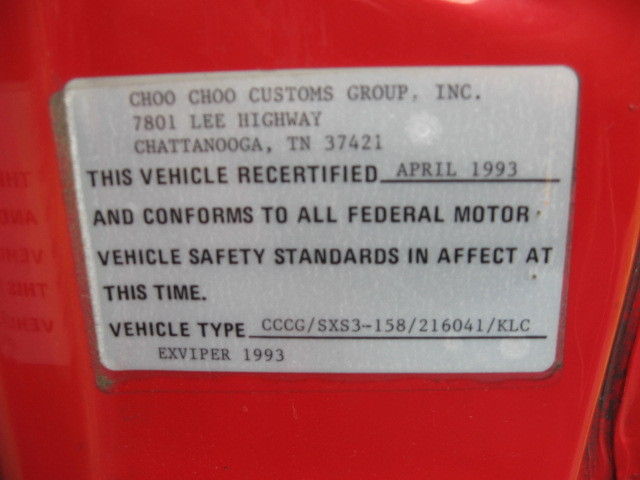 CHOO CHOO CUSTOMS GROUP, INC.
7801 LEE HIGHWAY
CHATTANOOGA, TN 37421
THIS VEHICLE RECERTIFIED APRIL 1993
AND CONFORMS TO ALL FEDERAL MOTOR
VEHICLE SAFETY STANDARDS IN AFFECT AT
THIS TIME.
VEHICLE TYPE CCCG/SXS3-158/216041/KLC
EXVIPER 1993